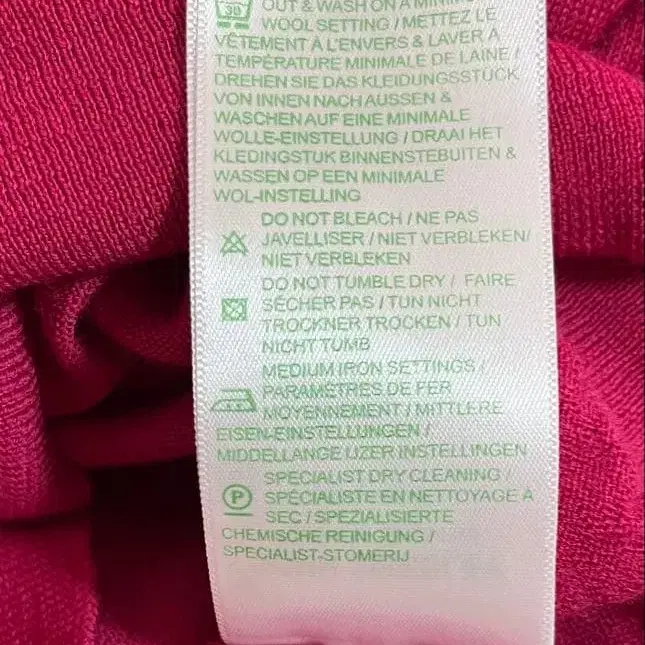 30
OUT & WASH ON A MINIM
WOOL SETTING / METTEZ LE
VÊTEMENT À L'ENVERS & LAVER A
TEMPÉRATURE MINIMALE DE LAINE /
DREHEN SIE DAS KLEIDUNGSSTÜCK
VON INNEN NACH AUSSEN &
WASCHEN AUF EINE MINIMALE
WOLLE-EINSTELLUNG / DRAAI HET
KLEDINGSTUK BINNENSTEBUITEN &
WASSEN OP EEN MINIMALE
WOL-INSTELLING
DO NOT BLEACH / NE PAS
JAVELLISER / NIET VERBLEKEN/
NIET VERBLEKEN
DO NOT TUMBLE DRY / FAIRE
SÉCHER PAS / TUN NICHT
TROCKNER TROCKEN / TUN
NICHT TUMB
MEDIUM IRON SETTINGS /
PARAMÈTRES DE FER
MOYENNEMENT / MITTLERE
EISEN-EINSTELLUNGEN /
MIDDELLANGE IJZER INSTELLINGEN
SPECIALIST DRY CLEANING /
P SPÉCIALISTE EN NETTOYAGE À
SEC / SPEZIALISIERTE
CHEMISCHE REINIGUNG /
SPECIALIST-STOMERIJ